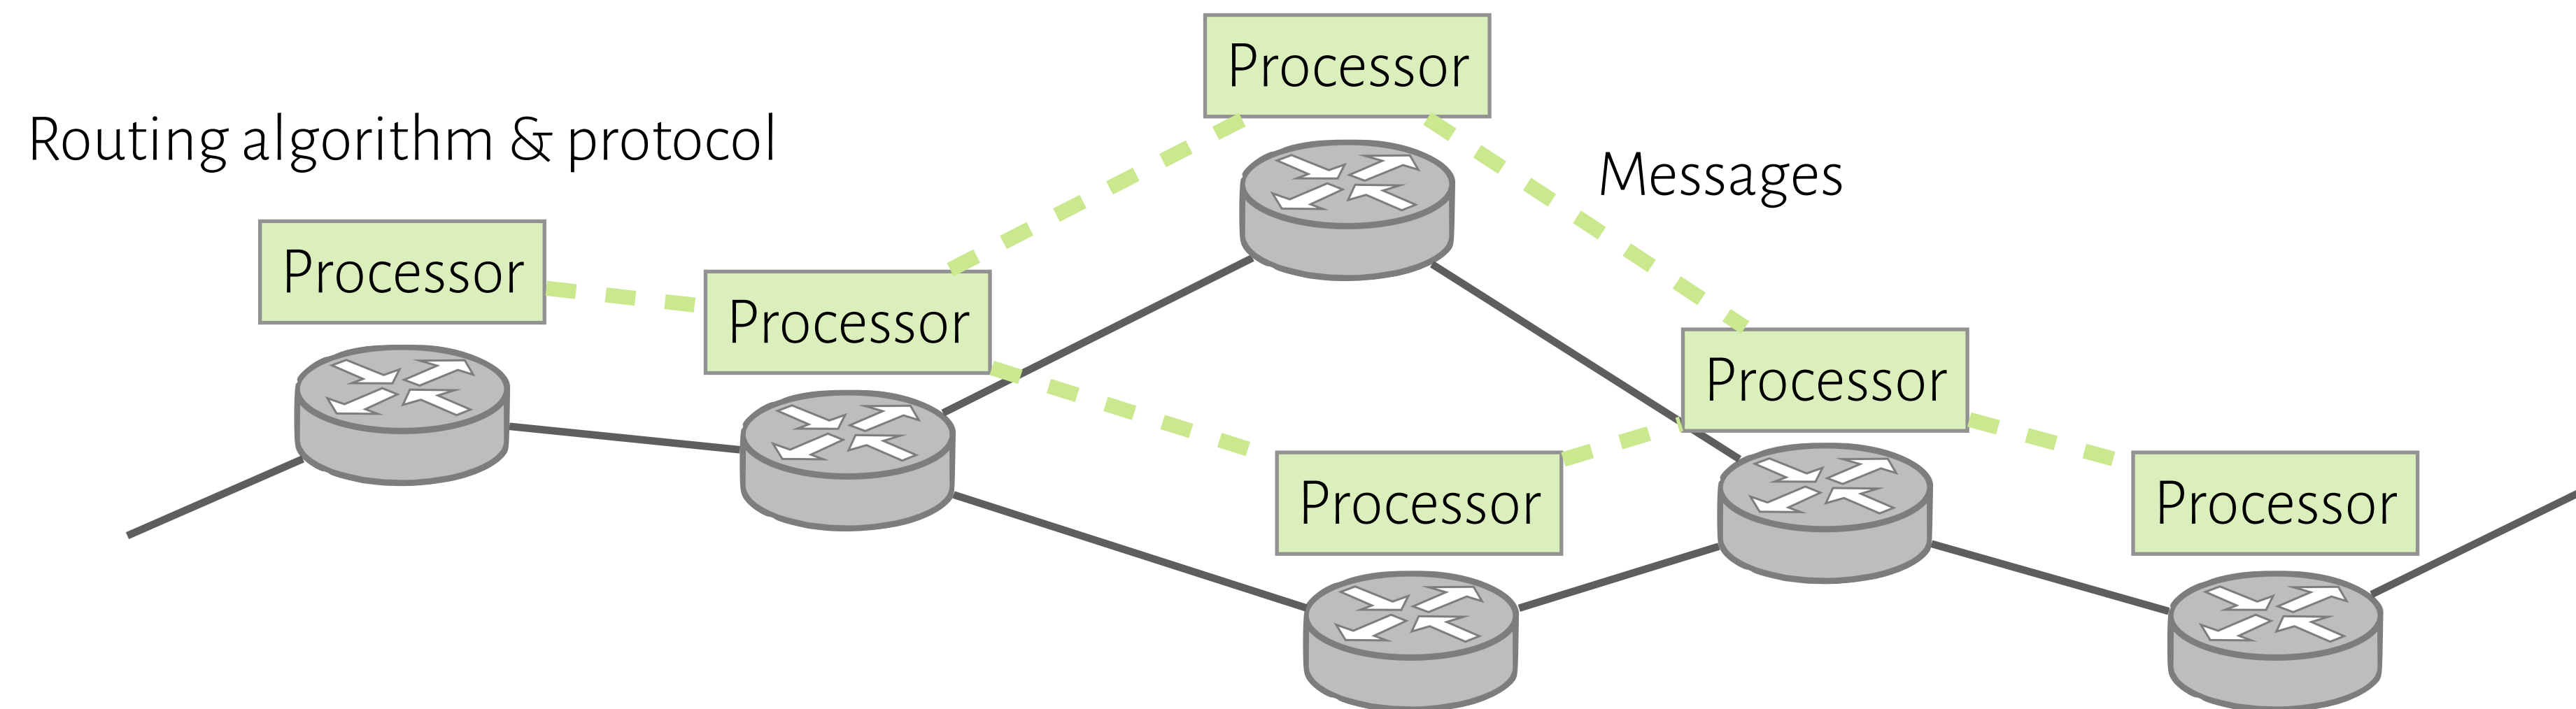 Processor
Routing algorithm & protocol
Messages
Processor
Processor
Processor
Processor
Processor